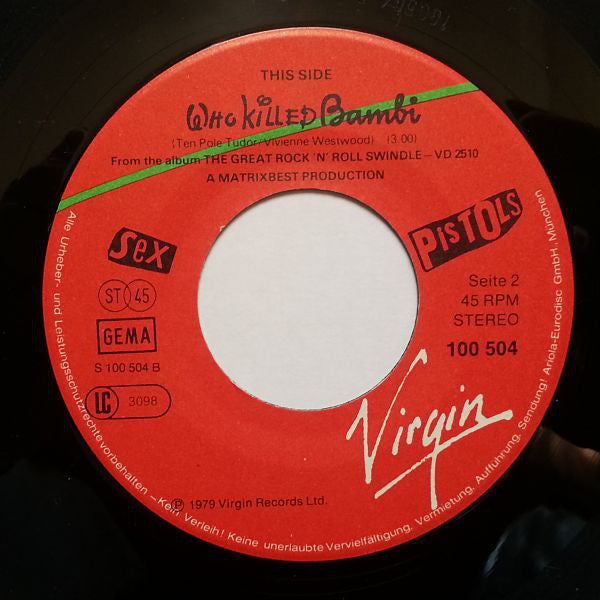 THIS SIDE
WHO KiLLED Bambi
(Ten Pole Tudor/Vivienne Westwood) (3.00)
From the album THE GREAT ROCK 'N' ROLL SWINDLE – VD 2510
A MATRIXBEST PRODUCTION
SeX
PisTOLs
ST 45
GEMA
S 100 504 B
LC 3098
Seite 2
45 RPM
STEREO
100 504
Virgin
℗ 1979 Virgin Records Ltd.
Alle Urheber- und Leistungsschutzrechte vorbehalten – Kein Verleih! Keine unerlaubte Vervielfältigung, Vermietung, Aufführung, Sendung! Ariola-Eurodisc GmbH, München